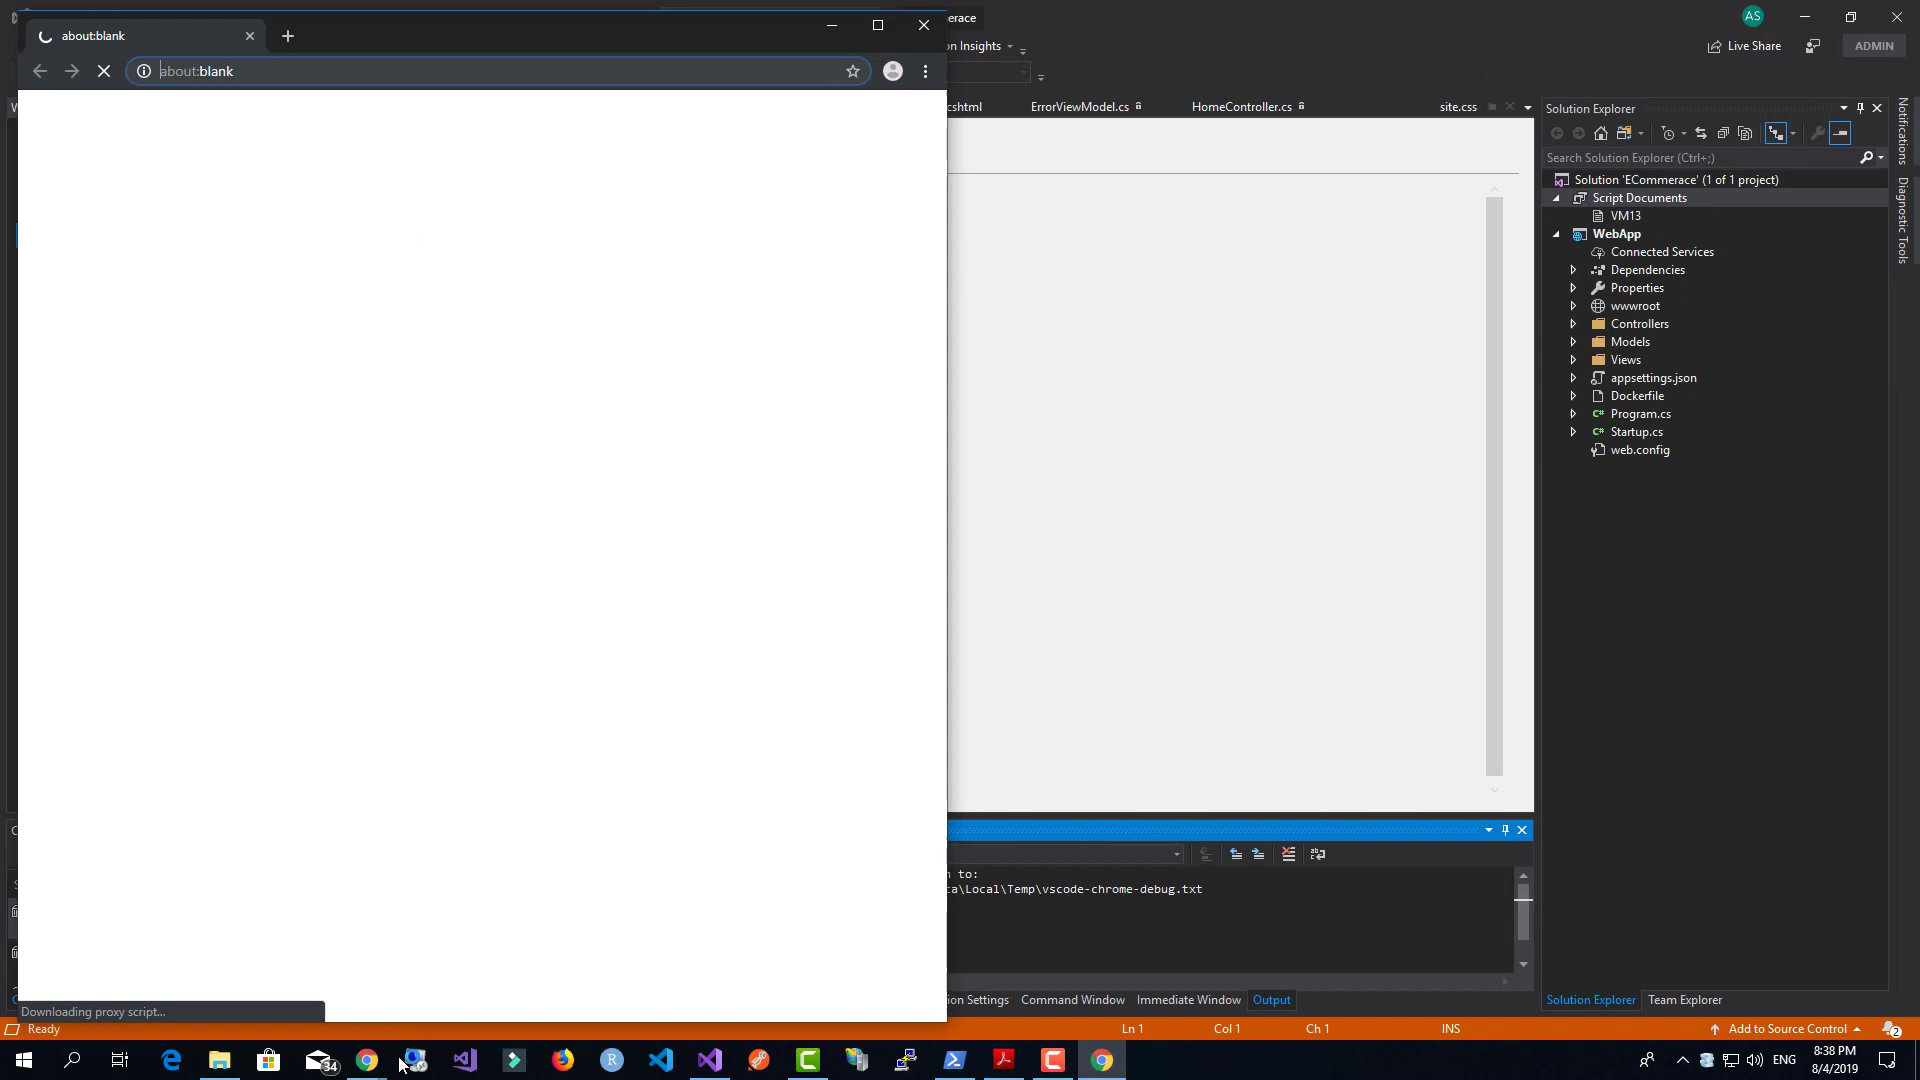 about:blank
about:blank
erace
AS
on Insights
Live Share
ADMIN
cshtml
ErrorViewModel.cs
HomeController.cs
site.css
Solution Explorer
Search Solution Explorer (Ctrl+;)
Solution 'ECommerace' (1 of 1 project)
Script Documents
VM13
WebApp
Connected Services
Dependencies
Properties
wwwroot
Controllers
Models
Views
appsettings.json
Dockerfile
Program.cs
Startup.cs
web.config
Notifications
Diagnostic Tools
to:
a\Local\Temp\vscode-chrome-debug.txt
ion Settings
Command Window
Immediate Window
Output
Solution Explorer
Team Explorer
Downloading proxy script...
Ready
Ln 1
Col 1
Ch 1
INS
Add to Source Control
2
34
ENG
8:38 PM
8/4/2019